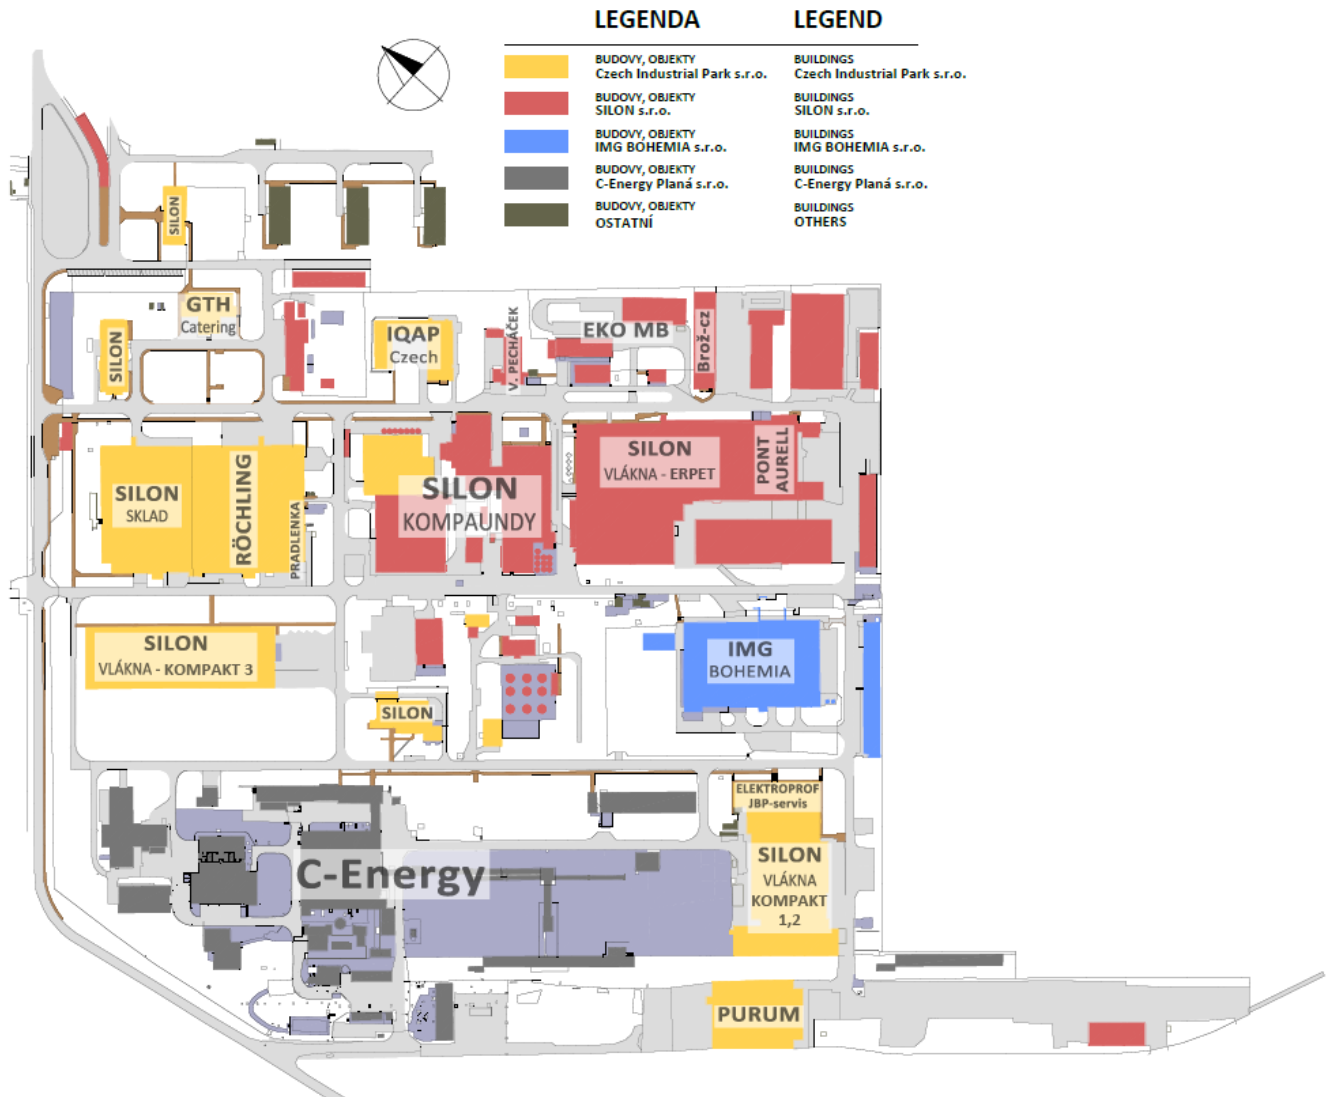 LEGENDA LEGEND
BUDOVY, OBJEKTY BUILDINGS
Czech Industrial Park s.r.o. Czech Industrial Park s.r.o.
BUDOVY, OBJEKTY BUILDINGS
SILON s.r.o. SILON s.r.o.
BUDOVY, OBJEKTY BUILDINGS
IMG BOHEMIA s.r.o. IMG BOHEMIA s.r.o.
BUDOVY, OBJEKTY BUILDINGS
C-Energy Planá s.r.o. C-Energy Planá s.r.o.
BUDOVY, OBJEKTY BUILDINGS
OSTATNÍ OTHERS
SILON
GTH
Catering
SILON
IQAP
Czech
V. PECHÁČEK
EKO MB
Brož-cz
SILON
SKLAD
RÖCHLING
PRADLENKA
SILON
KOMPAUNDY
SILON
VLÁKNA - ERPET
PONT
AURELL
SILON
VLÁKNA - KOMPAKT 3
SILON
IMG
BOHEMIA
ELEKTROPROF
JBP-servis
C-Energy
SILON
VLÁKNA
KOMPAKT
1,2
PURUM